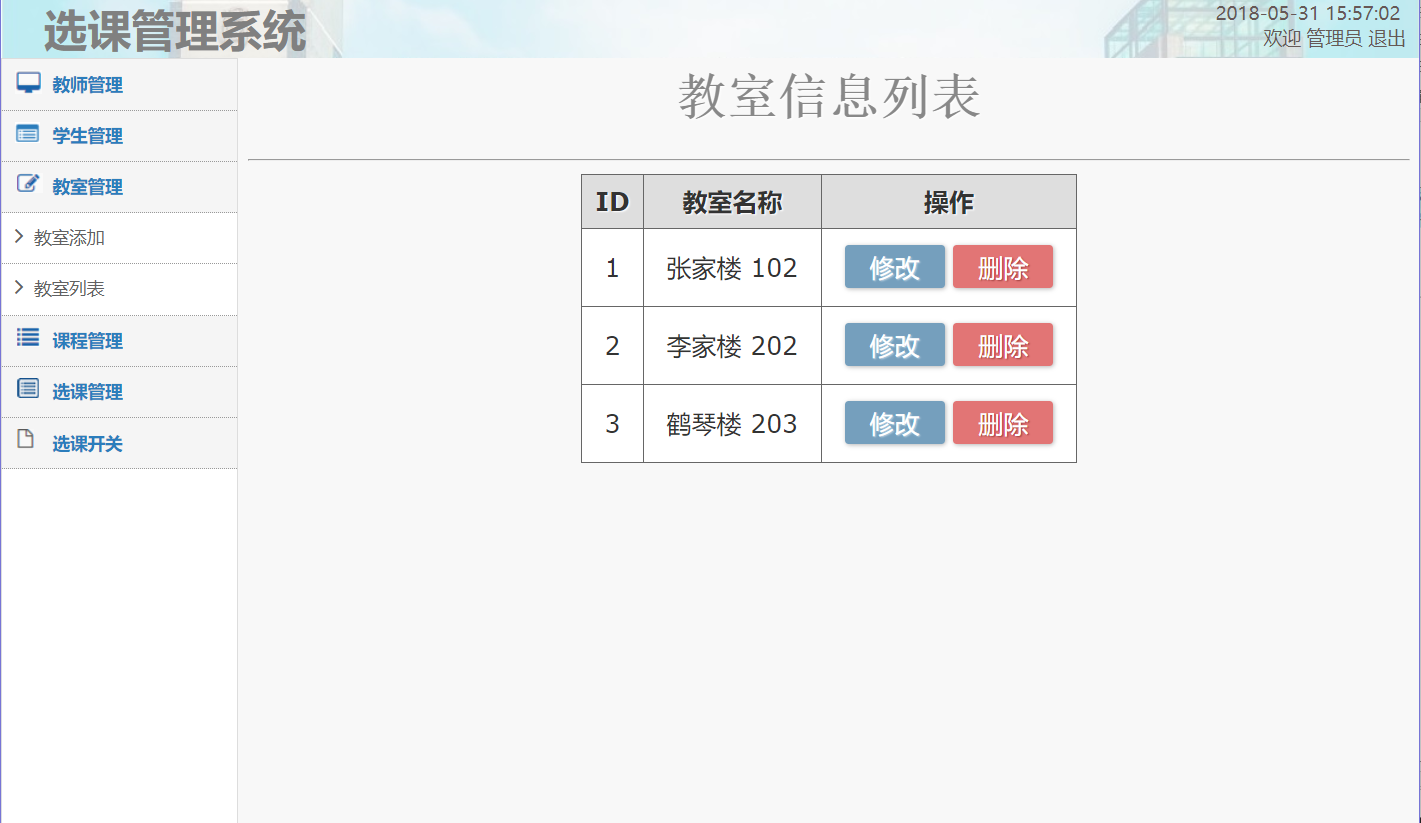 选课管理系统
2018-05-31 15:57:02
欢迎 管理员 退出
教师管理
学生管理
教室管理
教室添加
教室列表
课程管理
选课管理
选课开关
教室信息列表
ID 教室名称 操作
1 张家楼 102 修改 删除
2 李家楼 202 修改 删除
3 鹤琴楼 203 修改 删除